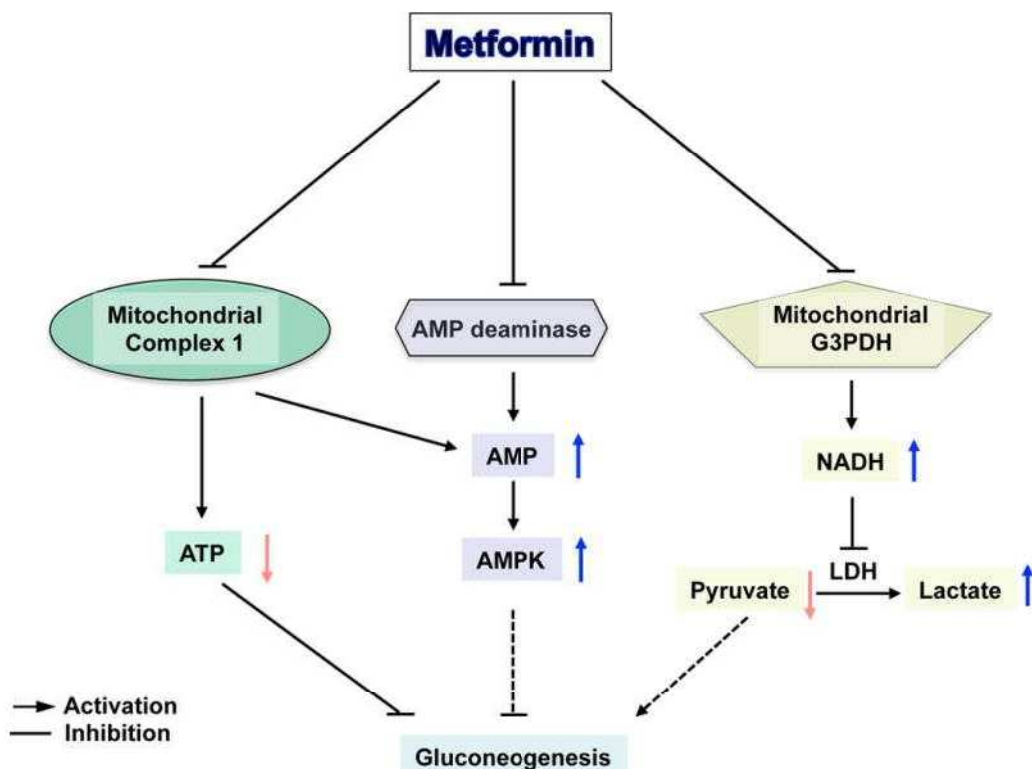 Metformin
Mitochondrial
Complex 1
AMP deaminase
Mitochondrial
G3PDH
AMP
NADH
ATP
AMPK
LDH
Pyruvate
Lactate
Activation
Inhibition
Gluconeogenesis